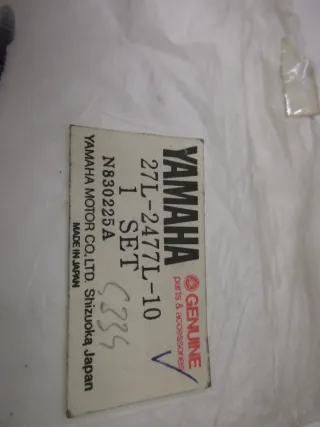 YAMAHA
GENUINE
parts & accessories
27L-2477L-10
1 SET
N830225A
YAMAHA MOTOR CO., LTD. Shizuoka, Japan
MADE IN JAPAN